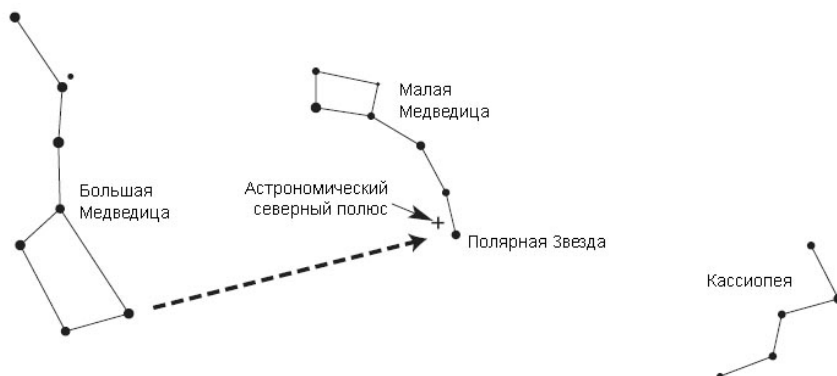 Малая
Медведица
Большая
Медведица
Астрономический
северный полюс
Полярная Звезда
Кассиопея